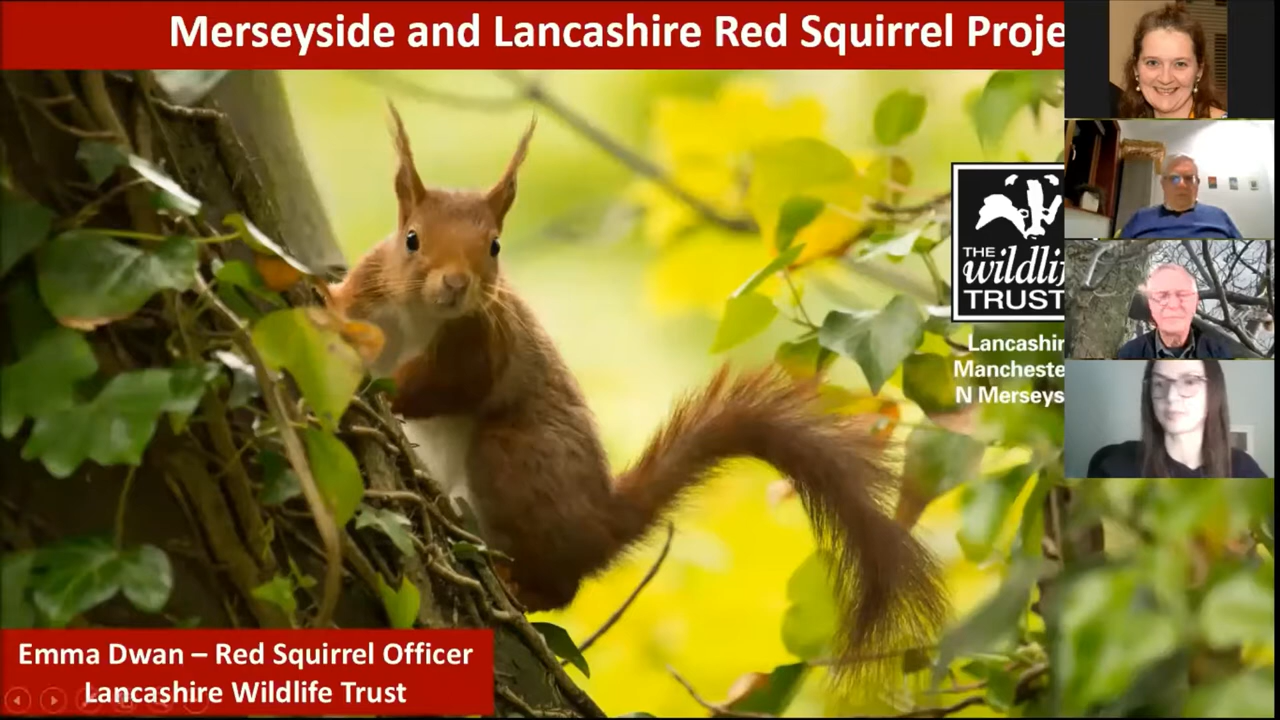 Merseyside and Lancashire Red Squirrel Proje
THE
wildli
TRUST
Lancashir
Mancheste
N Merseys
Emma Dwan – Red Squirrel Officer
Lancashire Wildlife Trust